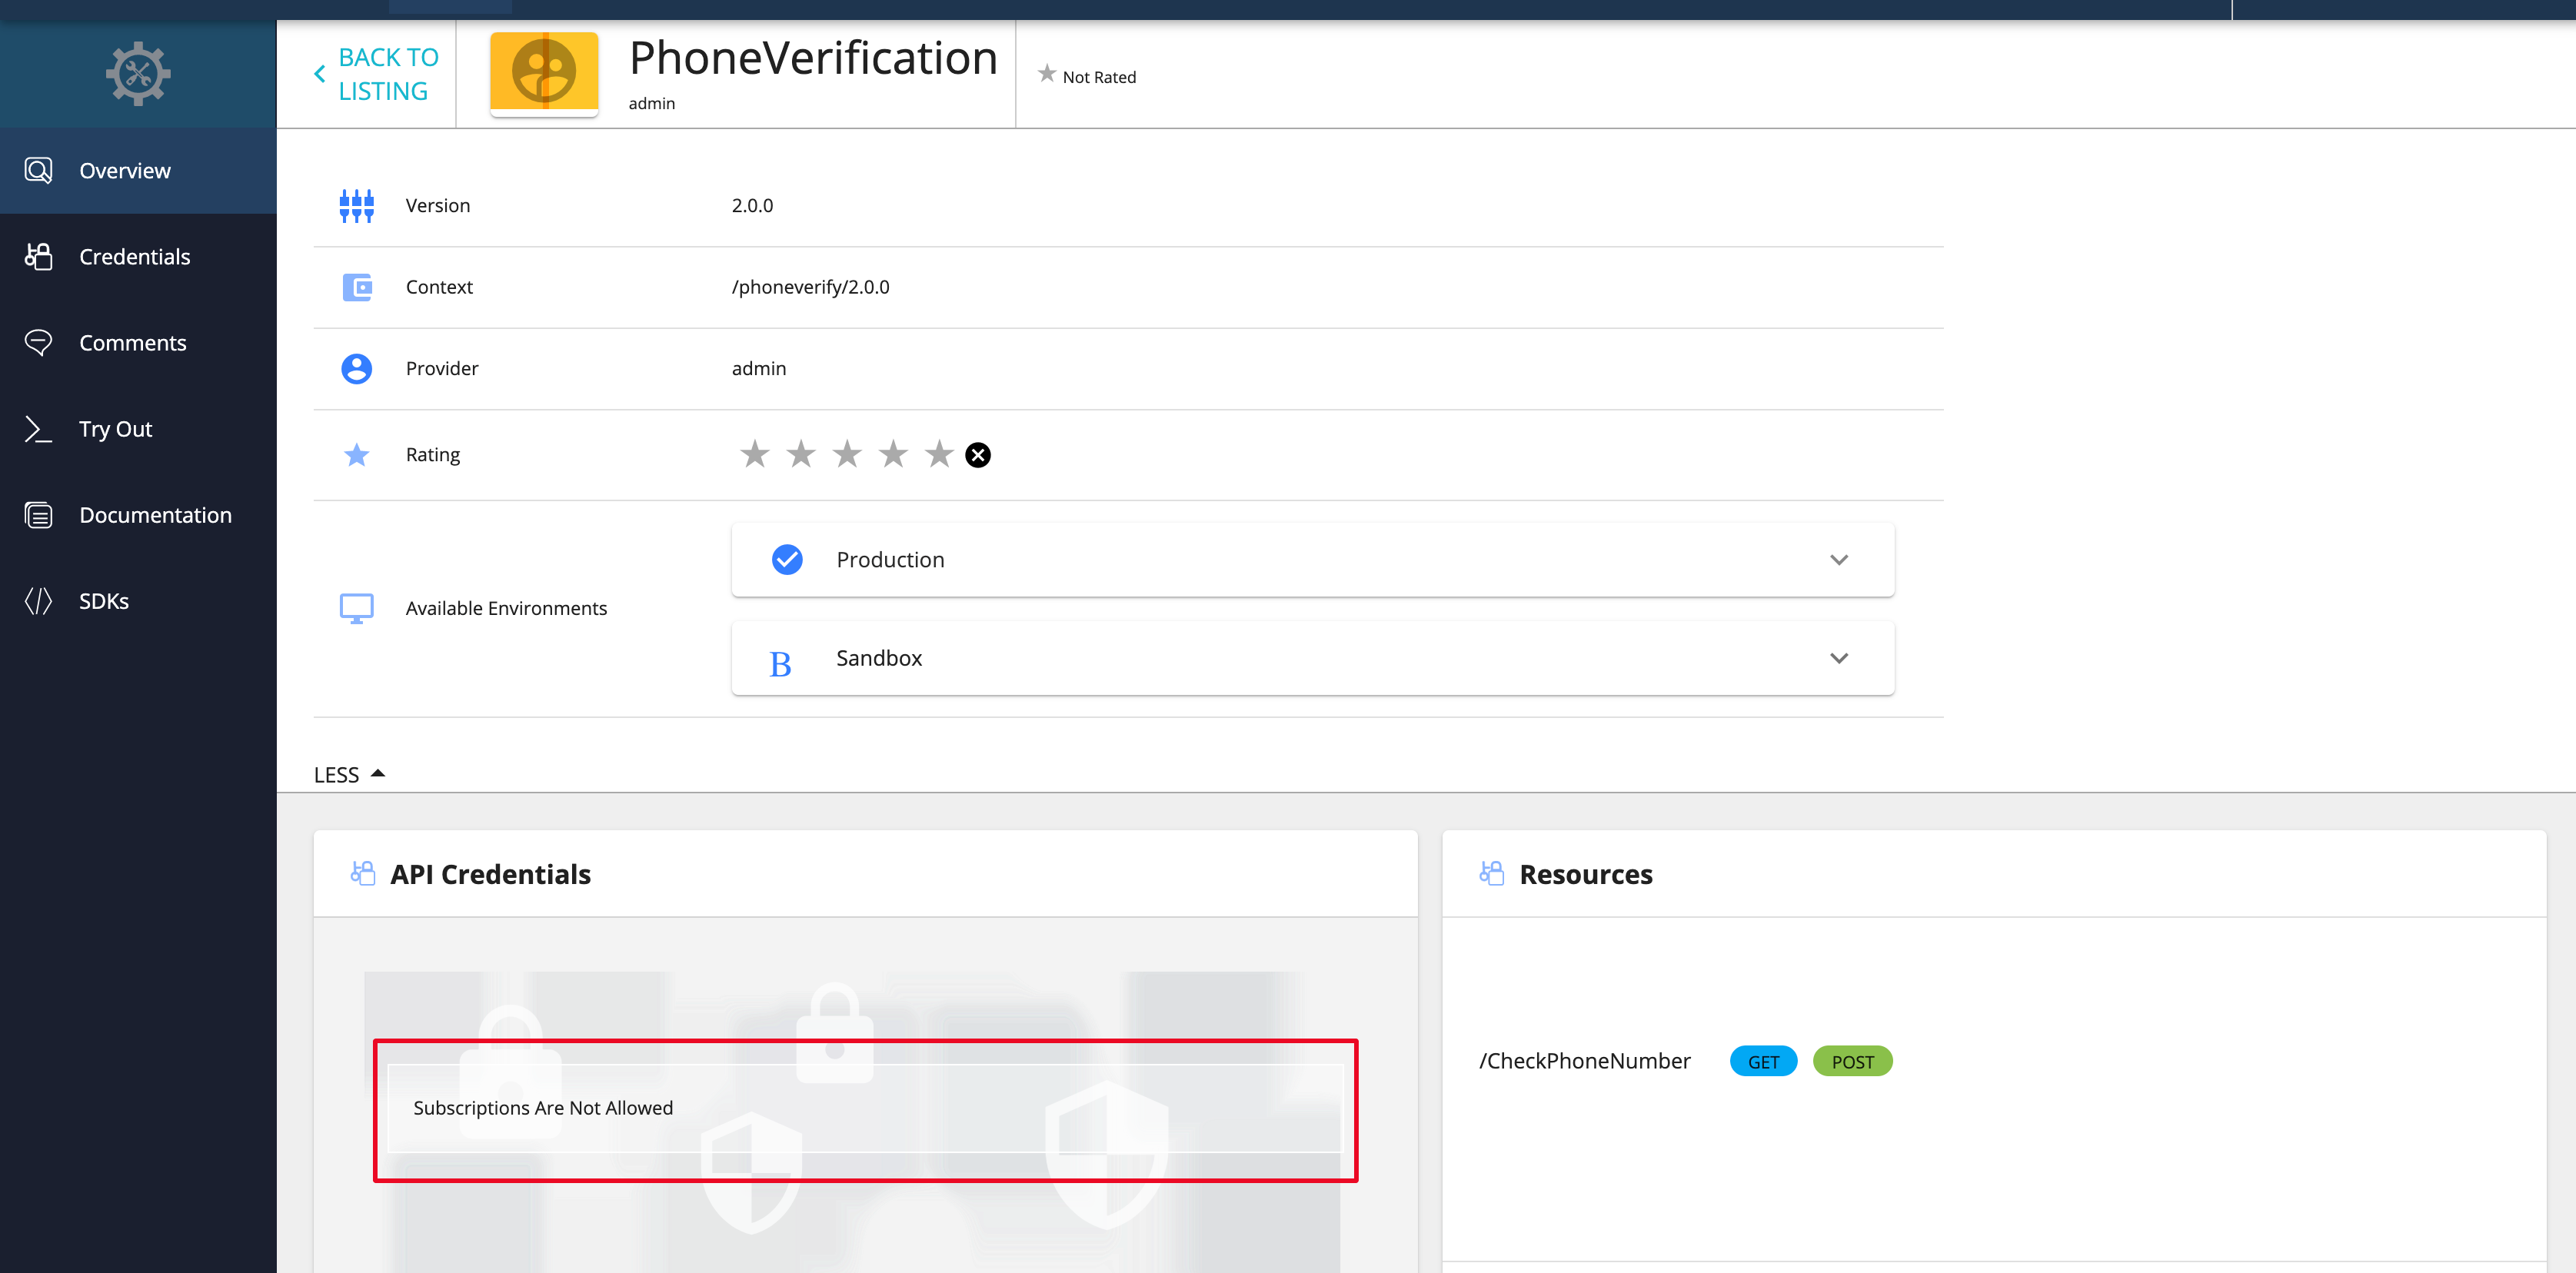 BACK TO
LISTING
PhoneVerification
admin
Not Rated
Overview
Credentials
Comments
Try Out
Documentation
SDKs
Version 2.0.0
Context /phoneverify/2.0.0
Provider admin
Rating
Available Environments
Production
B Sandbox
LESS
API Credentials
Subscriptions Are Not Allowed
Resources
/CheckPhoneNumber GET POST